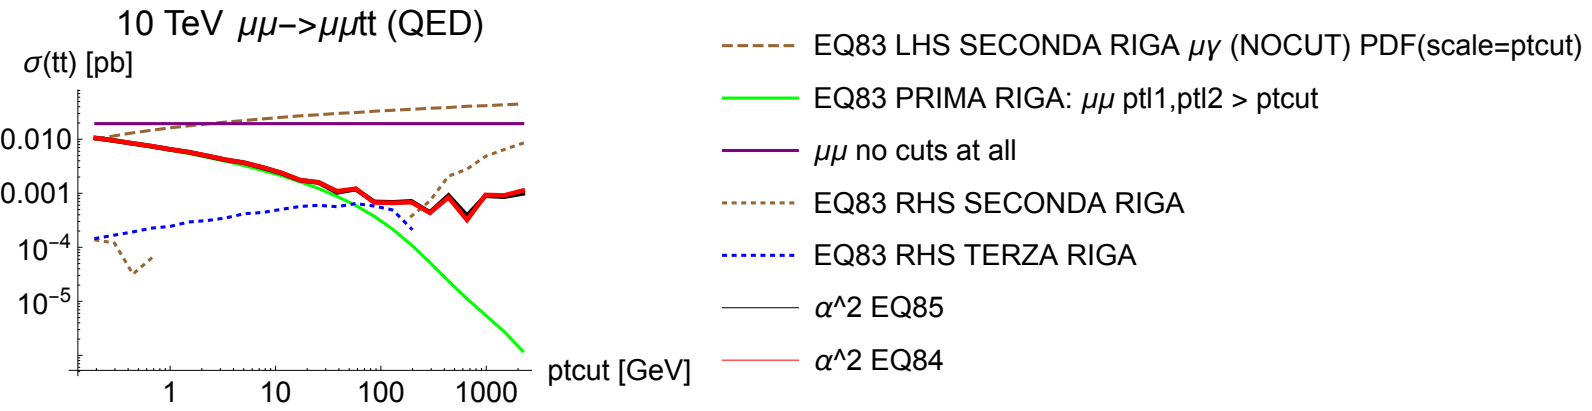 10 TeV μμ−>μμtt (QED)
σ(tt) [pb]
0.010
0.001
10^-4
10^-5
1
10
100
1000
ptcut [GeV]
EQ83 LHS SECONDA RIGA μγ (NOCUT) PDF(scale=ptcut)
EQ83 PRIMA RIGA: μμ ptl1,ptl2 > ptcut
μμ no cuts at all
EQ83 RHS SECONDA RIGA
EQ83 RHS TERZA RIGA
α^2 EQ85
α^2 EQ84